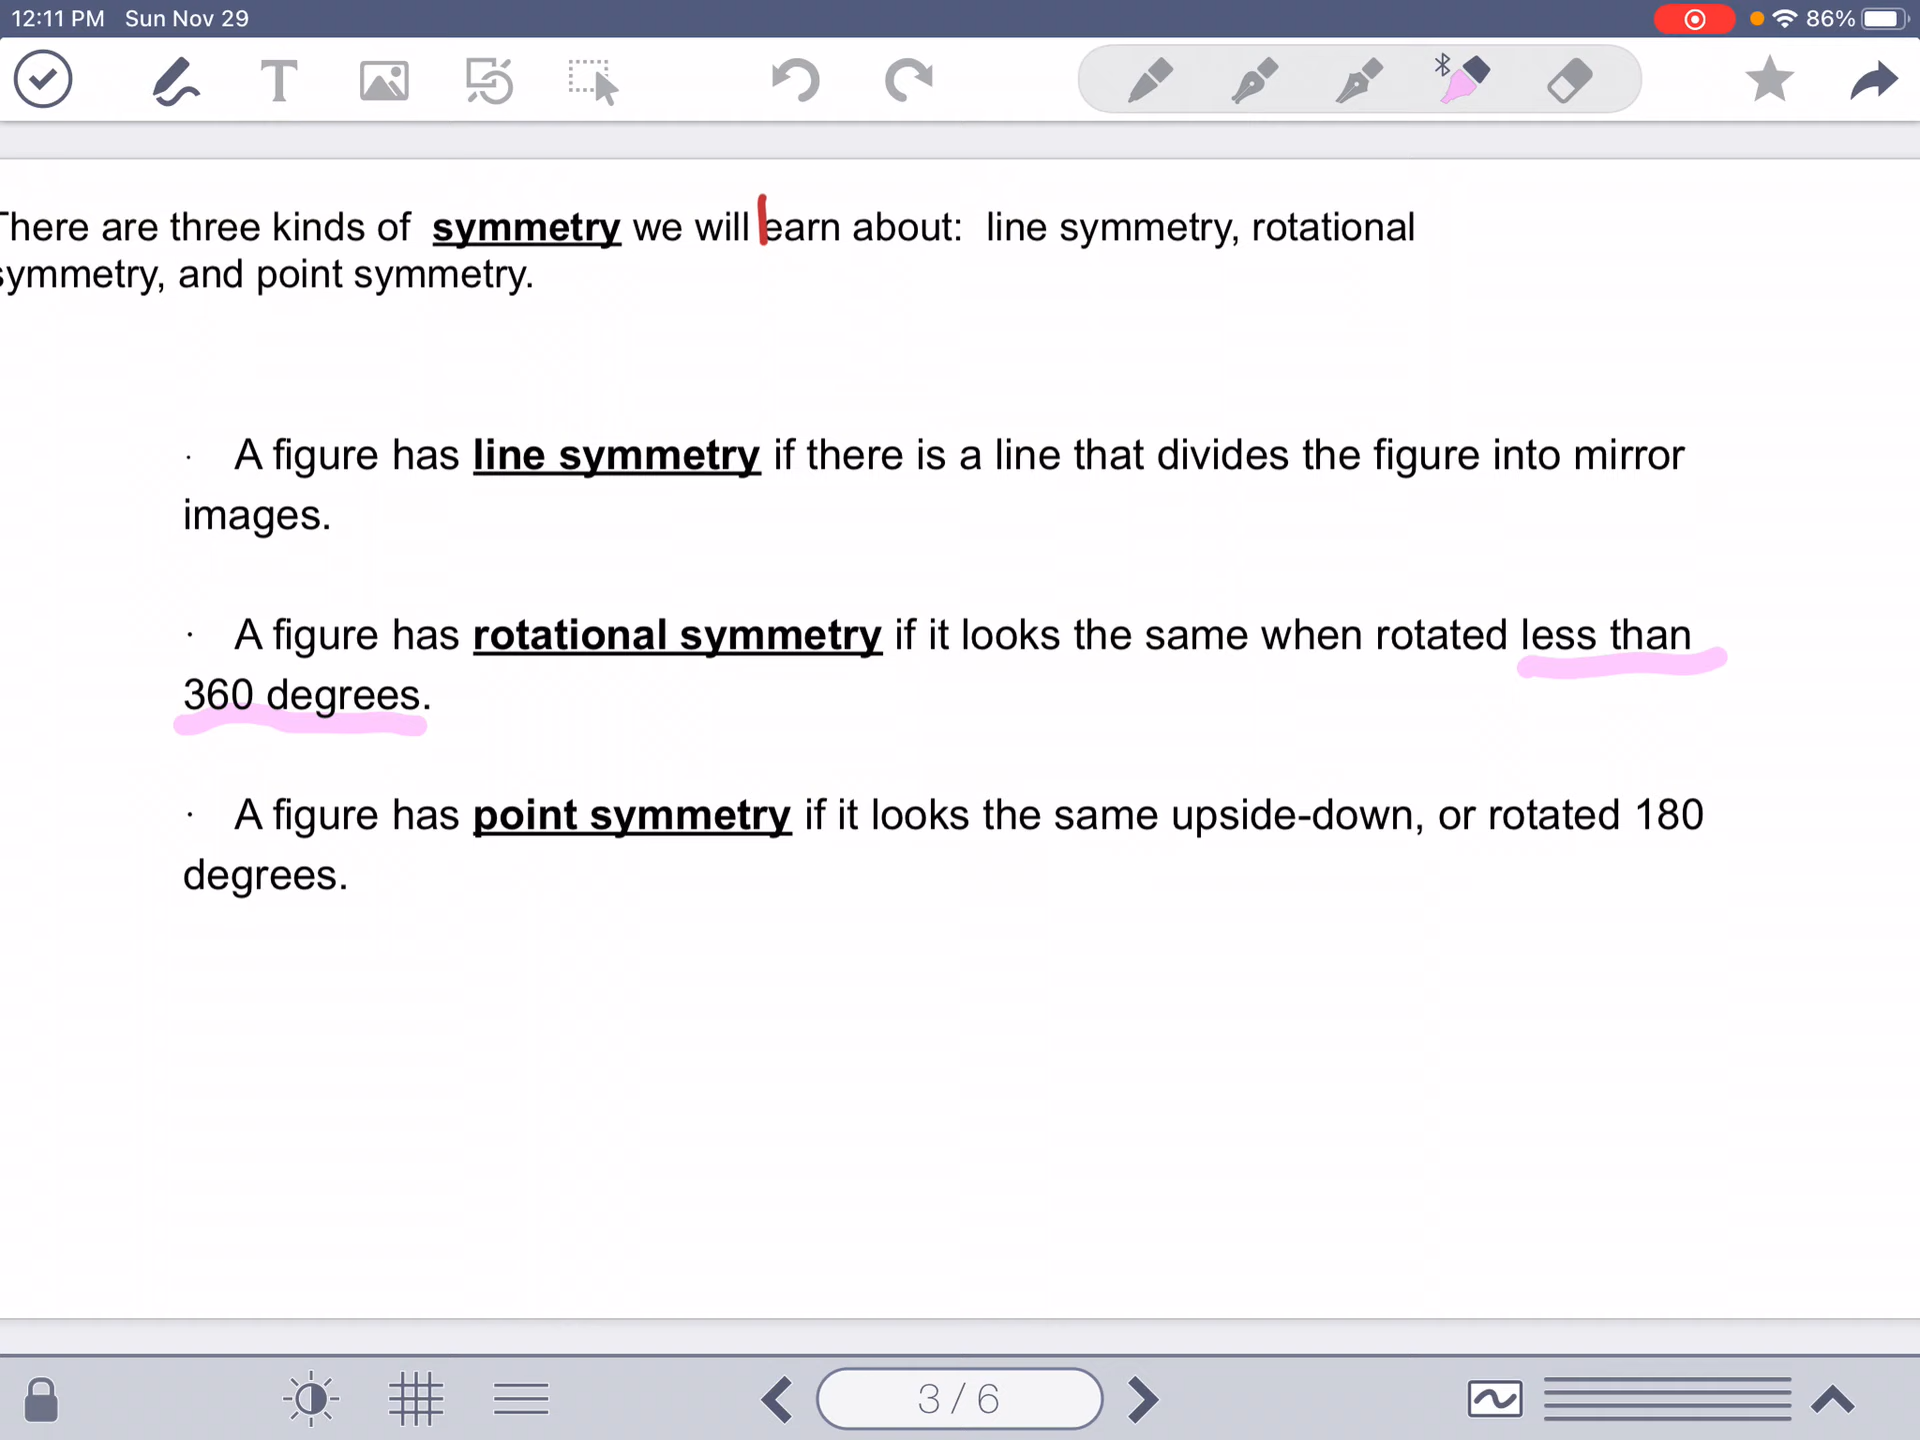 12:11 PM Sun Nov 29 86%
There are three kinds of symmetry we will learn about: line symmetry, rotational
symmetry, and point symmetry.
· A figure has line symmetry if there is a line that divides the figure into mirror
images.
· A figure has rotational symmetry if it looks the same when rotated less than
360 degrees.
· A figure has point symmetry if it looks the same upside-down, or rotated 180
degrees.
3 / 6